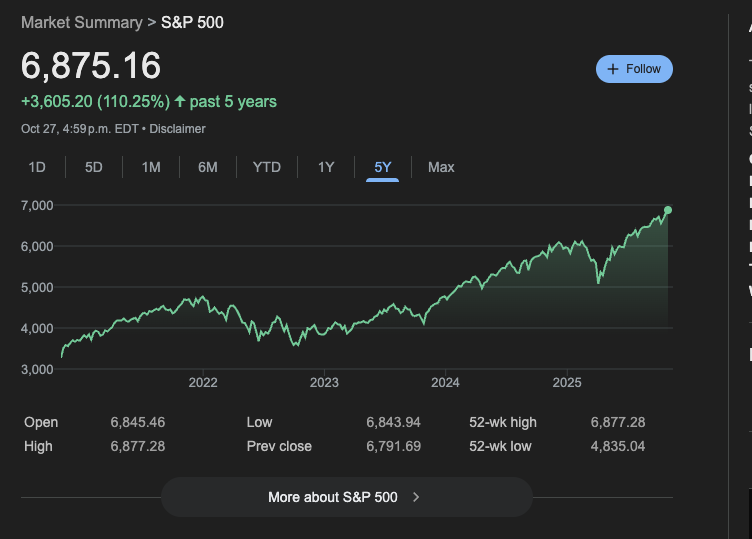 Market Summary > S&P 500
6,875.16
+ Follow
+3,605.20 (110.25%) ↑ past 5 years
Oct 27, 4:59 p.m. EDT • Disclaimer
1D 5D 1M 6M YTD 1Y 5Y Max
7,000
6,000
5,000
4,000
3,000
2022 2023 2024 2025
Open 6,845.46 Low 6,843.94 52-wk high 6,877.28
High 6,877.28 Prev close 6,791.69 52-wk low 4,835.04
More about S&P 500 >